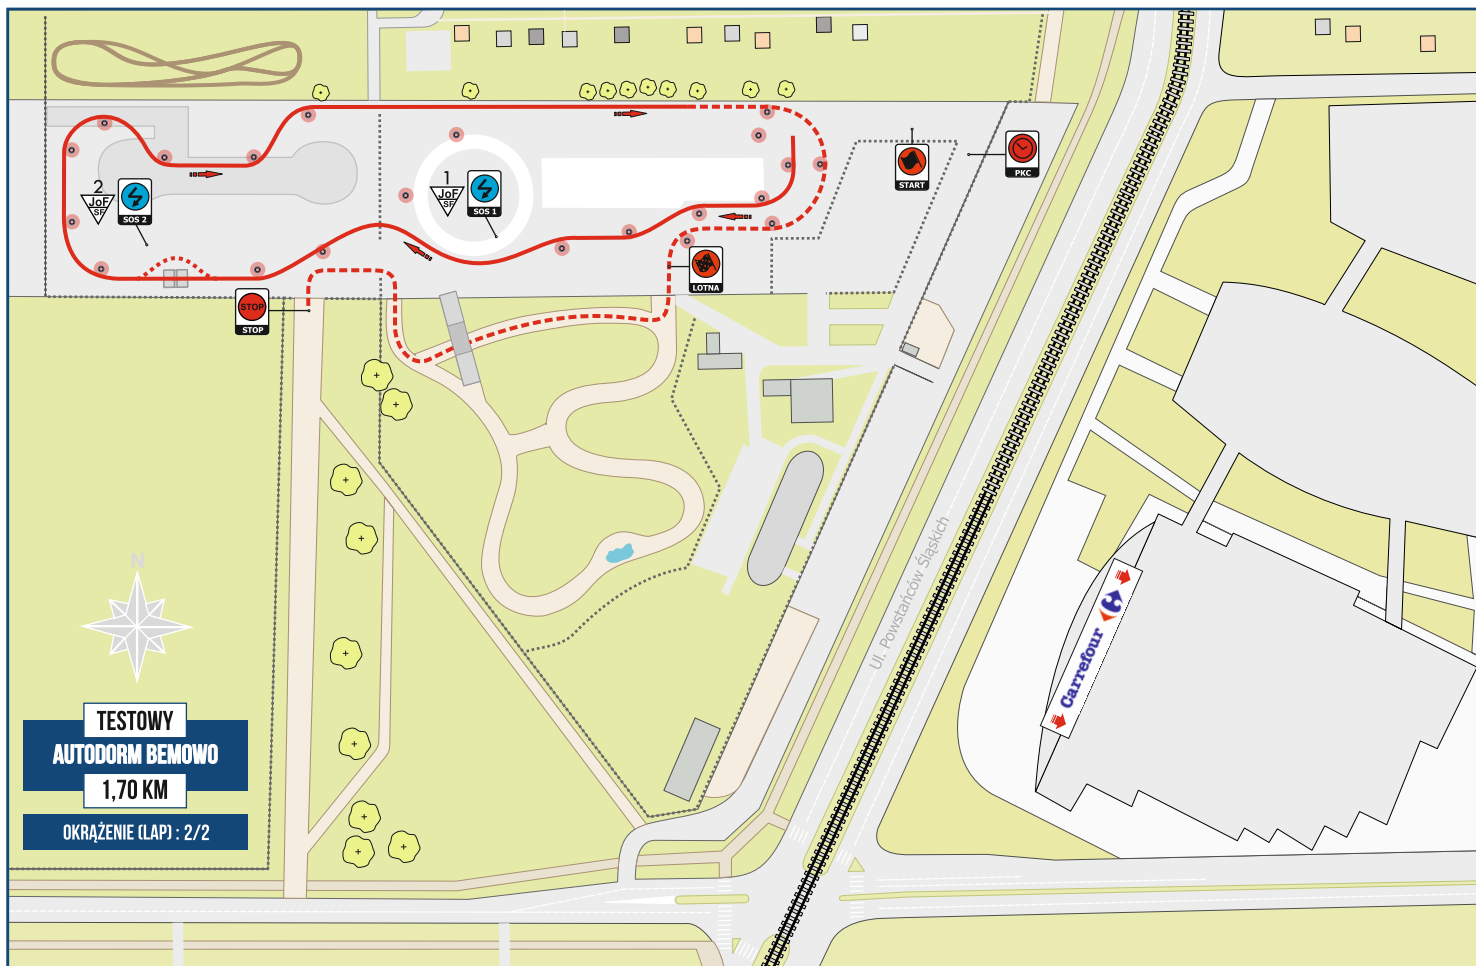 START
PKC
1
JoF
SF
SOS 1
2
JoF
SF
SOS 2
LOTNA
STOP
STOP
Ul. Powstańców Śląskich
Carrefour
N
TESTOWY
AUTODORM BEMOWO
1,70 KM
OKRĄŻENIE (LAP) : 2/2